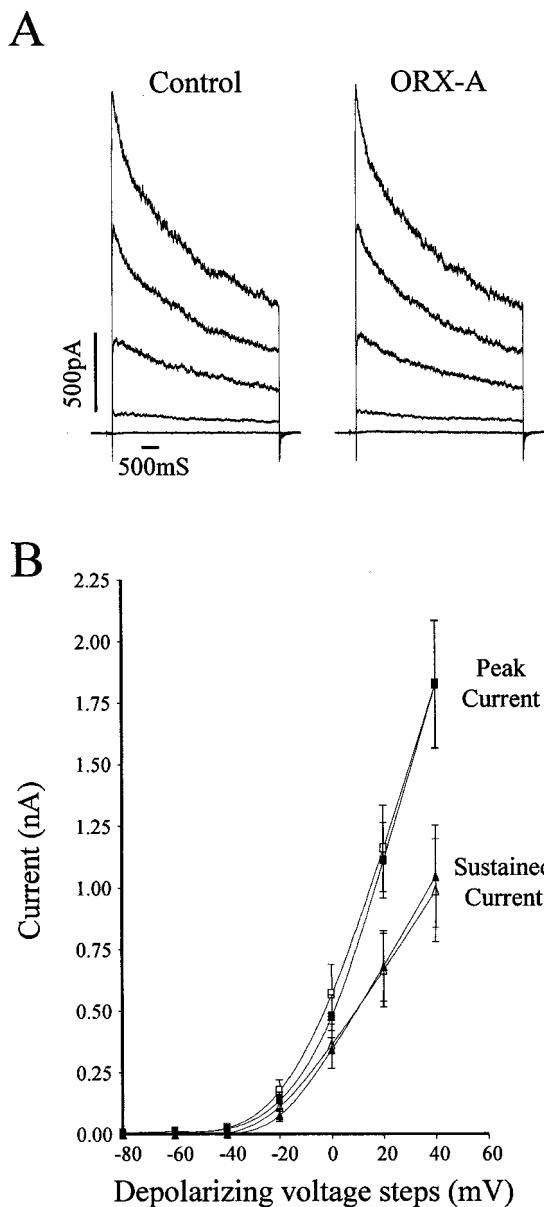 A
Control
ORX-A
500pA
500mS
B
2.25
2.00
1.75
1.50
1.25
1.00
0.75
0.50
0.25
0.00
Current (nA)
Peak
Current
Sustained
Current
-80
-60
-40
-20
0
20
40
60
Depolarizing voltage steps (mV)